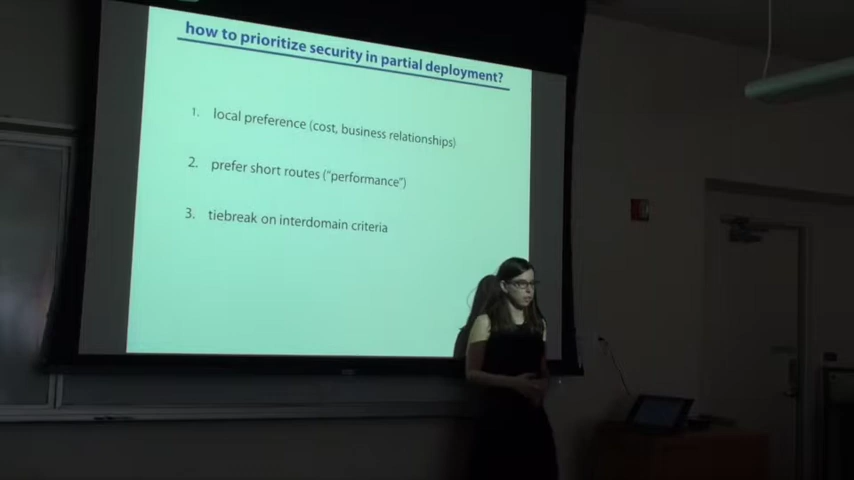 how to prioritize security in partial deployment?
1. local preference (cost, business relationships)
2. prefer short routes ("performance")
3. tiebreak on interdomain criteria